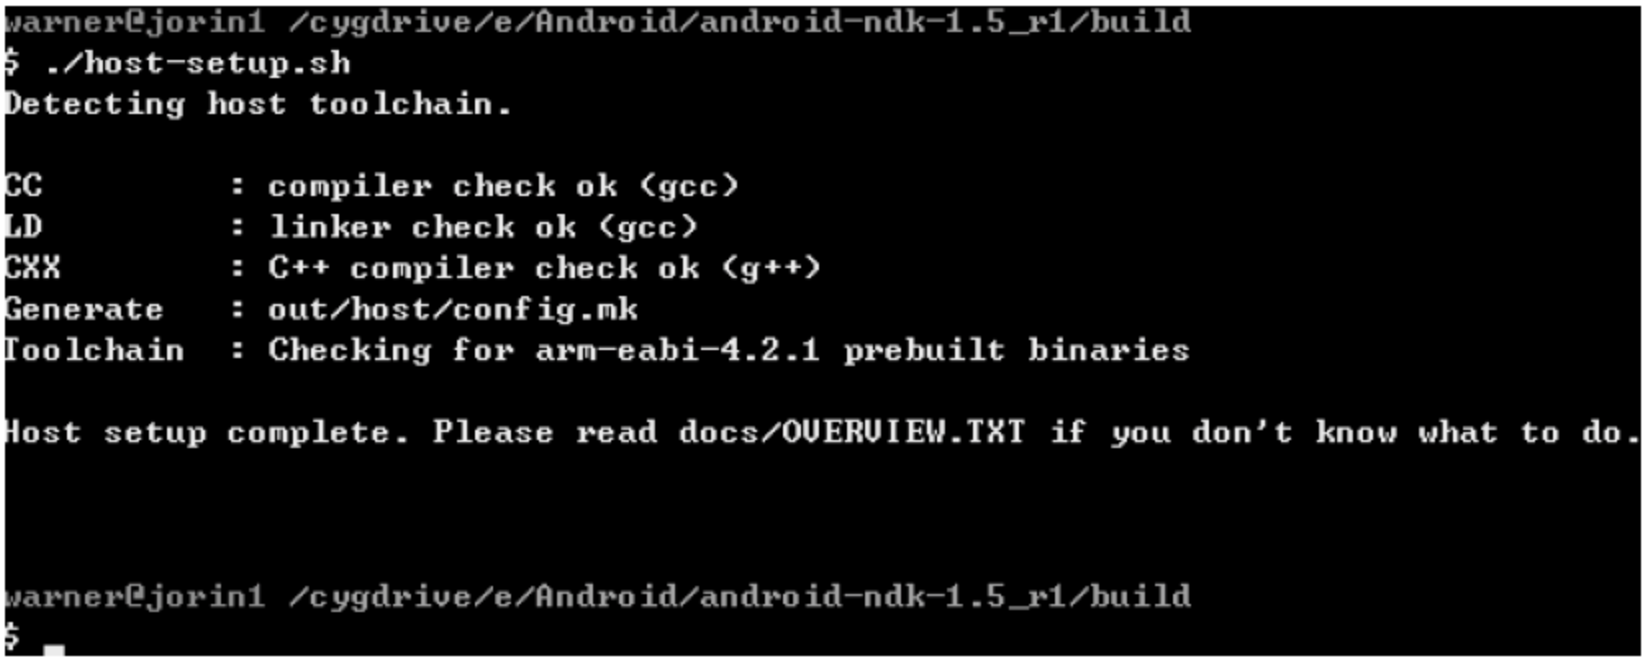 warner@jorin1 /cygdrive/e/Android/android-ndk-1.5_r1/build
$ ./host-setup.sh
Detecting host toolchain.
CC : compiler check ok (gcc)
LD : linker check ok (gcc)
CXX : C++ compiler check ok (g++)
Generate : out/host/config.mk
Toolchain : Checking for arm-eabi-4.2.1 prebuilt binaries
Host setup complete. Please read docs/OVERVIEW.TXT if you don't know what to do.
warner@jorin1 /cygdrive/e/Android/android-ndk-1.5_r1/build
$